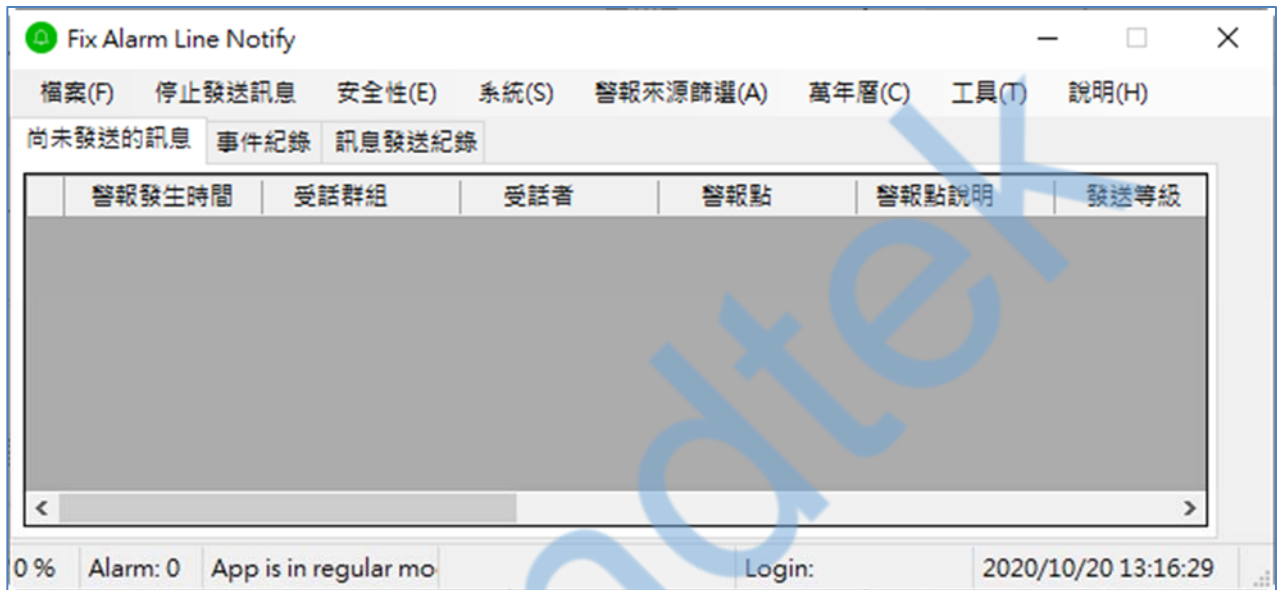 Fix Alarm Line Notify
檔案(F) 停止發送訊息 安全性(E) 系統(S) 警報來源篩選(A) 萬年曆(C) 工具(T) 說明(H)
尚未發送的訊息 事件紀錄 訊息發送紀錄
警報發生時間 受話群組 受話者 警報點 警報點說明 發送等級
0 % Alarm: 0 App is in regular mo Login: 2020/10/20 13:16:29
ndtek